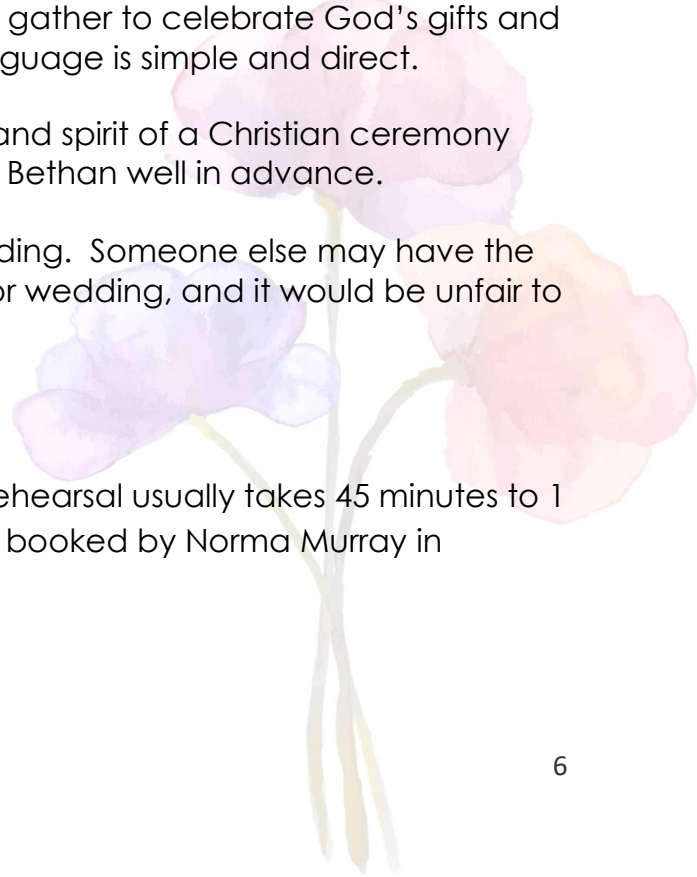 gather to celebrate God’s gifts and
guage is simple and direct.
and spirit of a Christian ceremony
Bethan well in advance.
ding.  Someone else may have the
or wedding, and it would be unfair to
ehearsal usually takes 45 minutes to 1
booked by Norma Murray in
6